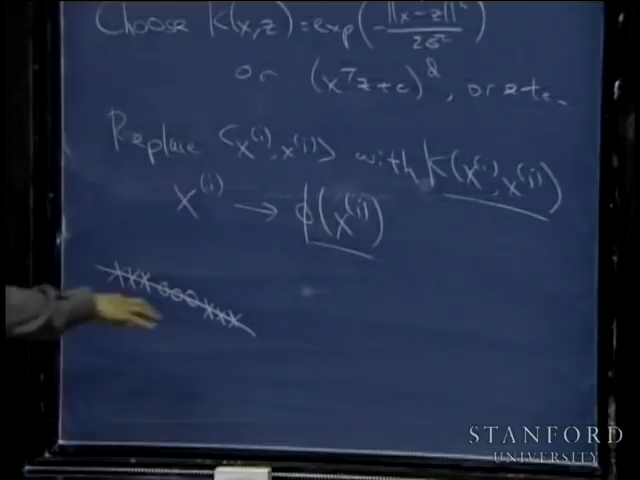 Choose K(x,z) = exp(-||x-z||²/2σ²)
or (xᵀz+c)ᵈ, or etc.
Replace <x⁽ⁱ⁾, x⁽ʲ⁾> with K(x⁽ⁱ⁾, x⁽ʲ⁾)
x⁽ⁱ⁾ → φ(x⁽ⁱ⁾)
XXX OOO XXX
STANFORD
UNIVERSITY